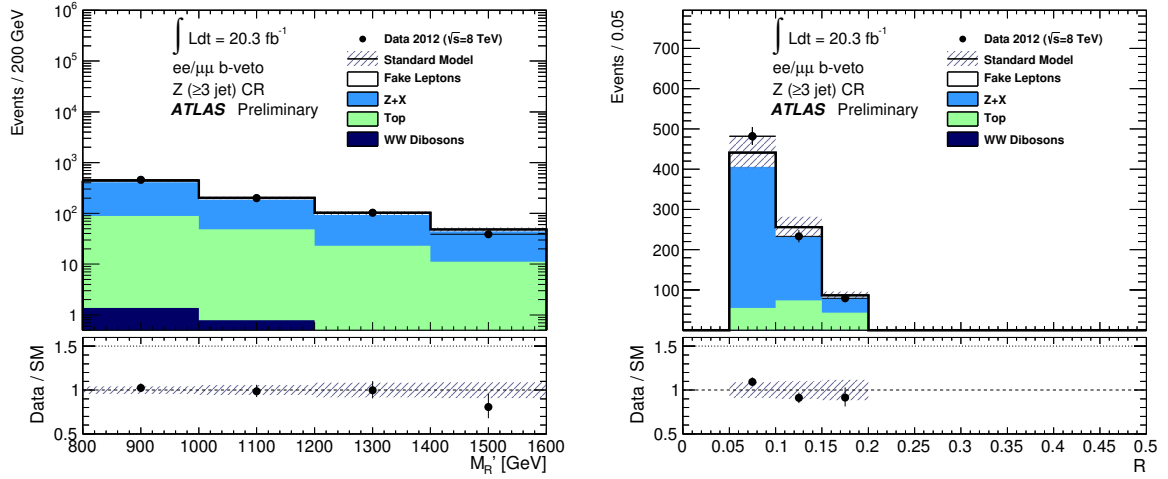 Events / 200 GeV
10⁶
10⁵
10⁴
10³
10²
10
1
∫ Ldt = 20.3 fb⁻¹
ee/μμ b-veto
Z (≥3 jet) CR
ATLAS Preliminary
Data 2012 (√s=8 TeV)
Standard Model
Fake Leptons
Z+X
Top
WW Dibosons
Data / SM
1.5
1
0.5
800 900 1000 1100 1200 1300 1400 1500 1600
M_R' [GeV]
Events / 0.05
700
600
500
400
300
200
100
∫ Ldt = 20.3 fb⁻¹
ee/μμ b-veto
Z (≥3 jet) CR
ATLAS Preliminary
Data 2012 (√s=8 TeV)
Standard Model
Fake Leptons
Z+X
Top
WW Dibosons
Data / SM
1.5
1
0.5
0 0.05 0.1 0.15 0.2 0.25 0.3 0.35 0.4 0.45 0.5
R